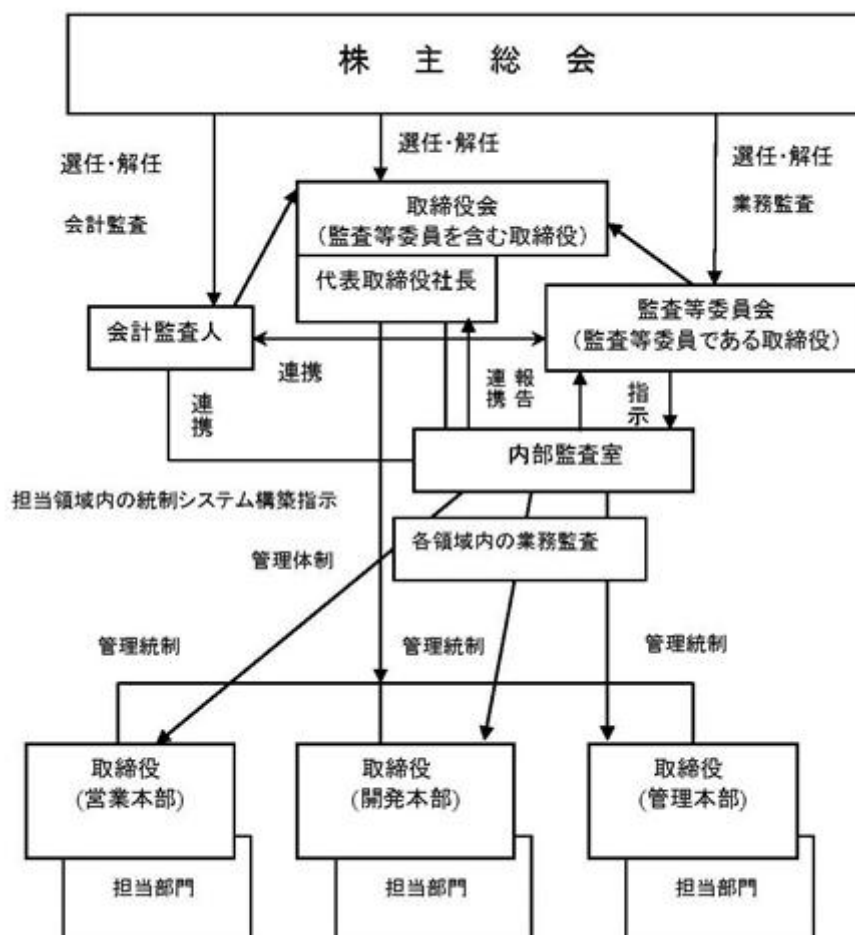 株主総会
選任・解任
選任・解任
選任・解任
会計監査
業務監査
取締役会
（監査等委員を含む取締役）
代表取締役社長
会計監査人
監査等委員会
（監査等委員である取締役）
連携
連携
連携
報告
指示
内部監査室
担当領域内の統制システム構築指示
各領域内の業務監査
管理体制
管理統制
管理統制
管理統制
取締役
(営業本部)
取締役
(開発本部)
取締役
(管理本部)
担当部門
担当部門
担当部門